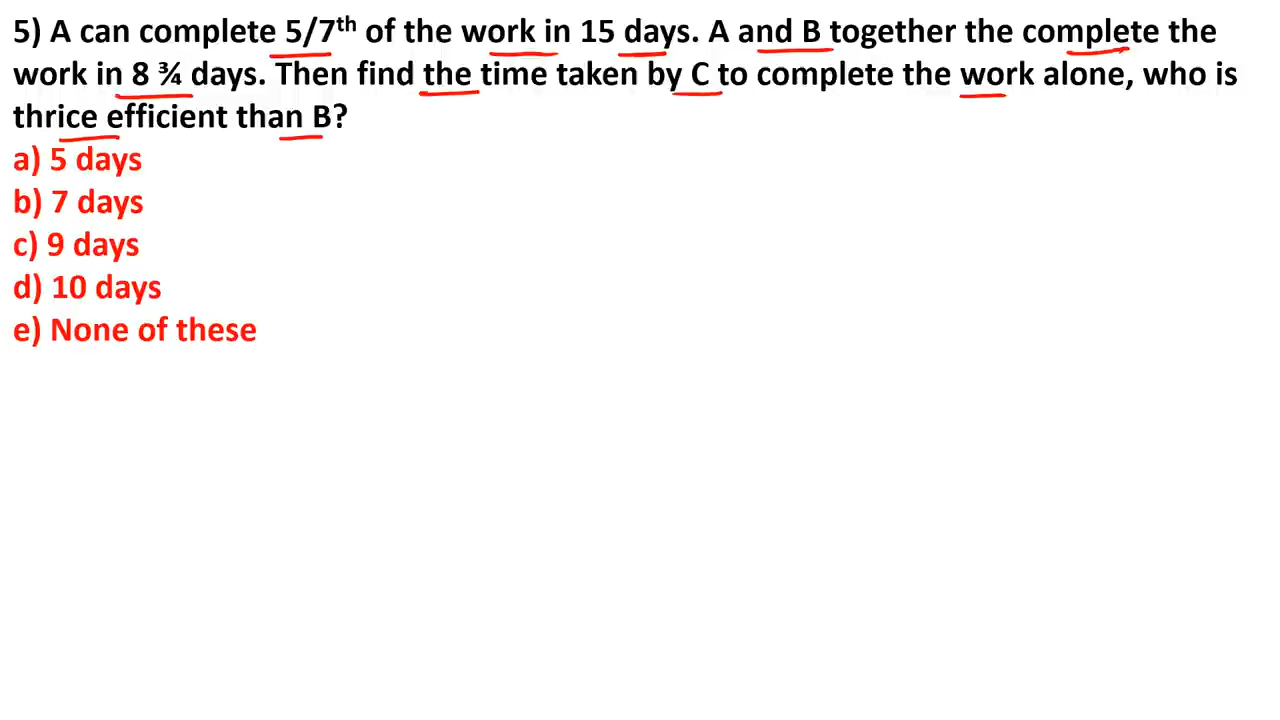 5) A can complete 5/7th of the work in 15 days. A and B together the complete the
work in 8 ¾ days. Then find the time taken by C to complete the work alone, who is
thrice efficient than B?
a) 5 days
b) 7 days
c) 9 days
d) 10 days
e) None of these